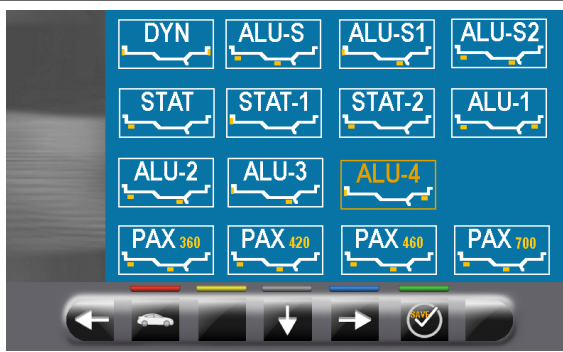 DYN ALU-S ALU-S1 ALU-S2
STAT STAT-1 STAT-2 ALU-1
ALU-2 ALU-3 ALU-4
PAX 360 PAX 420 PAX 460 PAX 700
SAVE